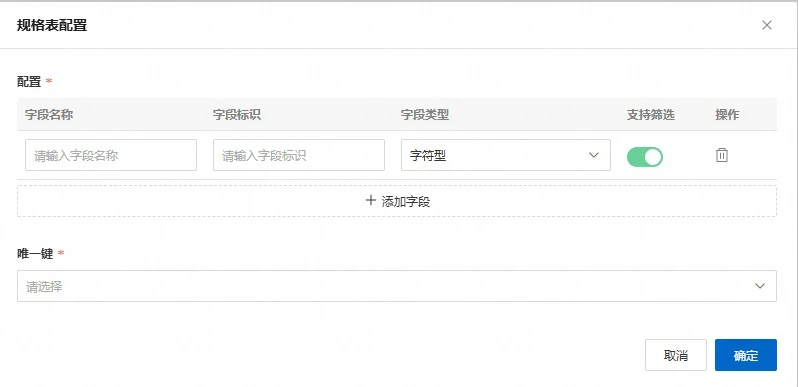 规格表配置
配置 *
字段名称 字段标识 字段类型 支持筛选 操作
请输入字段名称 请输入字段标识 字符型
+ 添加字段
唯一键 *
请选择
取消 确定